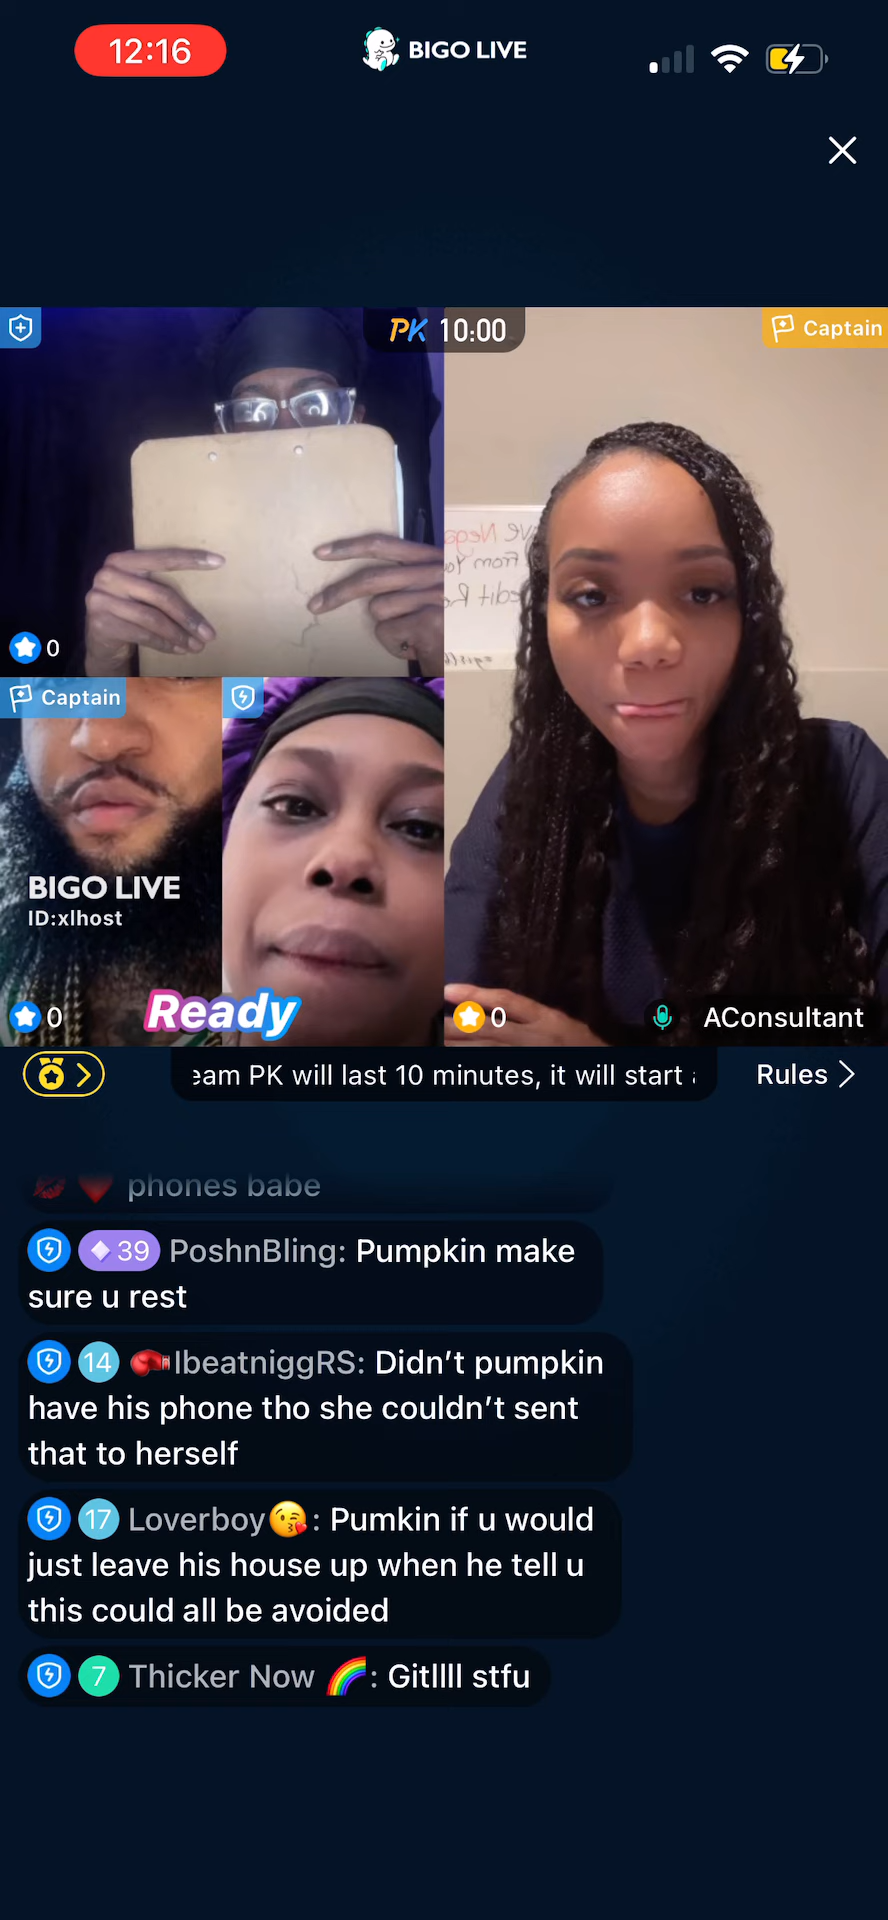 12:16
BIGO LIVE
PK 10:00
Captain
0
Captain
BIGO LIVE
ID:xlhost
0
Ready
0
AConsultant
eam PK will last 10 minutes, it will start
Rules
phones babe
39 PoshnBling: Pumpkin make
sure u rest
14 🥊IbeatniggRS: Didn't pumpkin
have his phone tho she couldn't sent
that to herself
17 Loverboy😘: Pumkin if u would
just leave his house up when he tell u
this could all be avoided
7 Thicker Now 🌈: Gitllll stfu